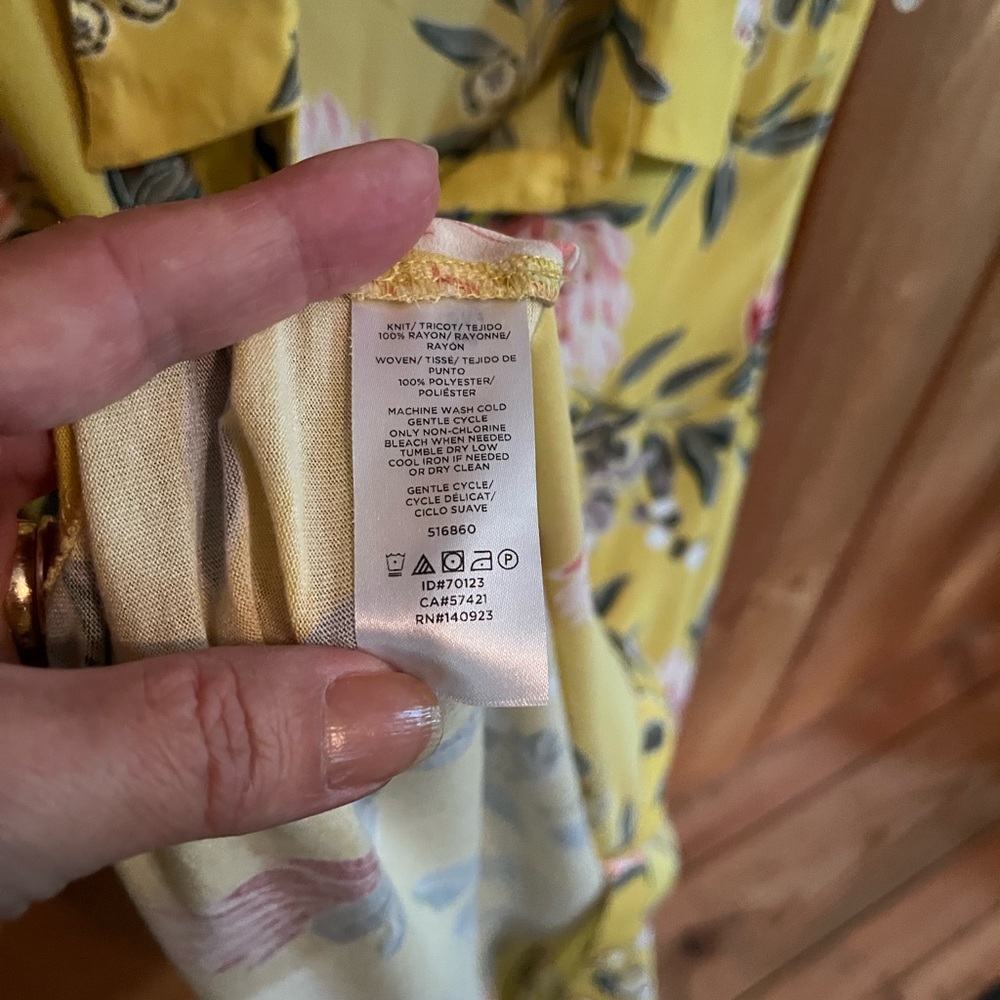 KNIT/ TRICOT/ TEJIDO
100% RAYON/ RAYONNE/
RAYÓN
WOVEN/ TISSÉ/ TEJIDO DE
PUNTO
100% POLYESTER/
POLIÉSTER
MACHINE WASH COLD
GENTLE CYCLE
ONLY NON-CHLORINE
BLEACH WHEN NEEDED
TUMBLE DRY LOW
COOL IRON IF NEEDED
OR DRY CLEAN
GENTLE CYCLE/
CYCLE DÉLICAT/
CICLO SUAVE
516860
P
ID#70123
CA#57421
RN#140923